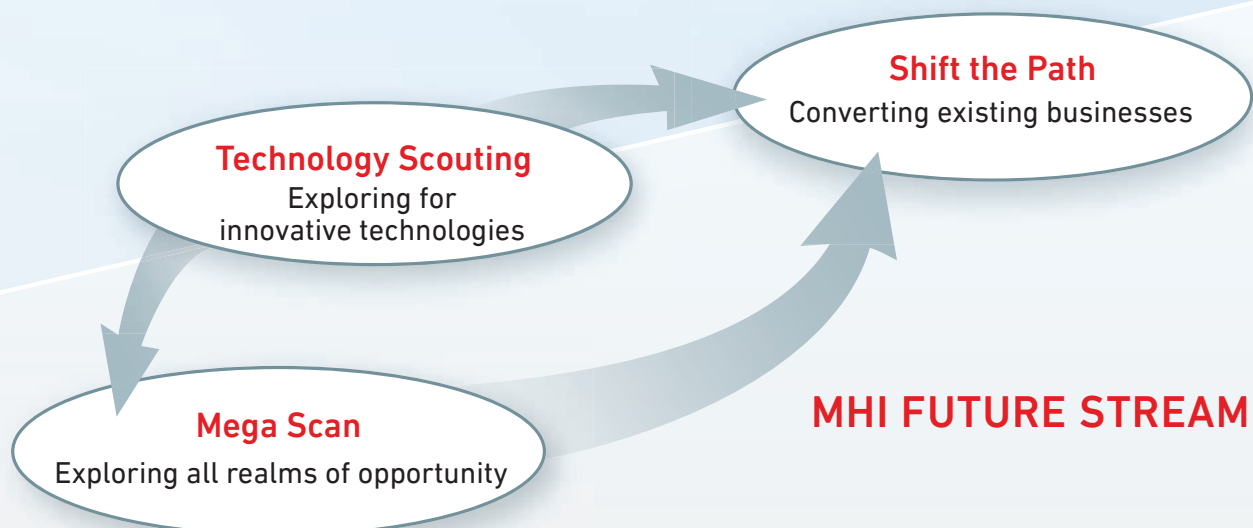 Shift the Path
Converting existing businesses
Technology Scouting
Exploring for
innovative technologies
Mega Scan
Exploring all realms of opportunity
MHI FUTURE STREAM